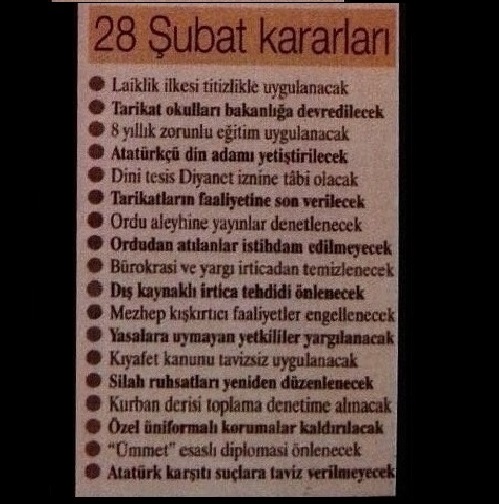 28 Şubat kararları
● Laiklik ilkesi titizlikle uygulanacak
● Tarikat okulları bakanlığa devredilecek
● 8 yıllık zorunlu eğitim uygulanacak
● Atatürkçü din adamı yetiştirilecek
● Dini tesis Diyanet iznine tâbi olacak
● Tarikatların faaliyetine son verilecek
● Ordu aleyhine yayınlar denetlenecek
● Ordudan atılanlar istihdam edilmeyecek
● Bürokrasi ve yargı irticadan temizlenecek
● Dış kaynaklı irtica tehdidi önlenecek
● Mezhep kışkırtıcı faaliyetler engellenecek
● Yasalara uymayan yetkililer yargılanacak
● Kıyafet kanunu tavizsiz uygulanacak
● Silah ruhsatları yeniden düzenlenecek
● Kurban derisi toplama denetime alınacak
● Özel üniformalı korumalar kaldırılacak
● “Ümmet” esaslı diplomasi önlenecek
● Atatürk karşıtı suçlara taviz verilmeyecek